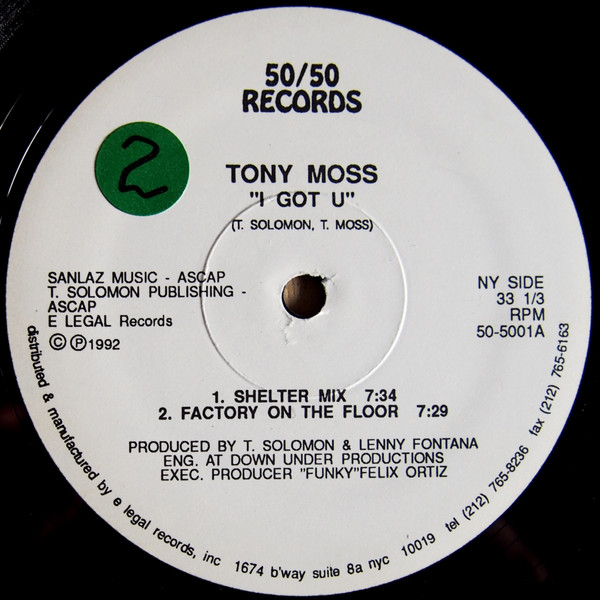 50/50
RECORDS
2
TONY MOSS
"I GOT U"
(T. SOLOMON, T. MOSS)
SANLAZ MUSIC - ASCAP
T. SOLOMON PUBLISHING -
ASCAP
E LEGAL Records
© ℗ 1992
NY SIDE
33 1/3
RPM
50-5001A
1. SHELTER MIX 7:34
2. FACTORY ON THE FLOOR 7:29
PRODUCED BY T. SOLOMON & LENNY FONTANA
ENG. AT DOWN UNDER PRODUCTIONS
EXEC. PRODUCER "FUNKY"FELIX ORTIZ
distributed & manufactured by e legal records, inc 1674 b'way suite 8a nyc 10019 tel (212) 765-8236 fax (212) 765-6163